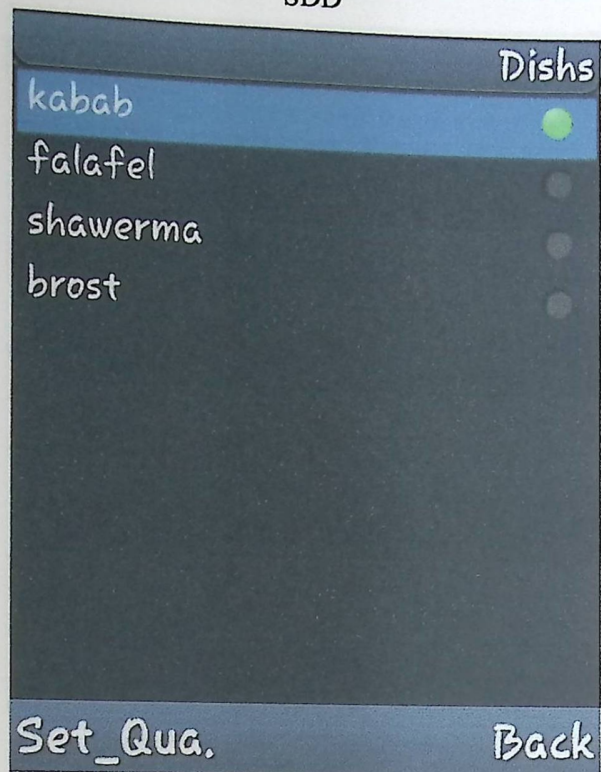 SDD
Dishs
kabab
falafel
shawerma
brost
Set_Qua.
Back